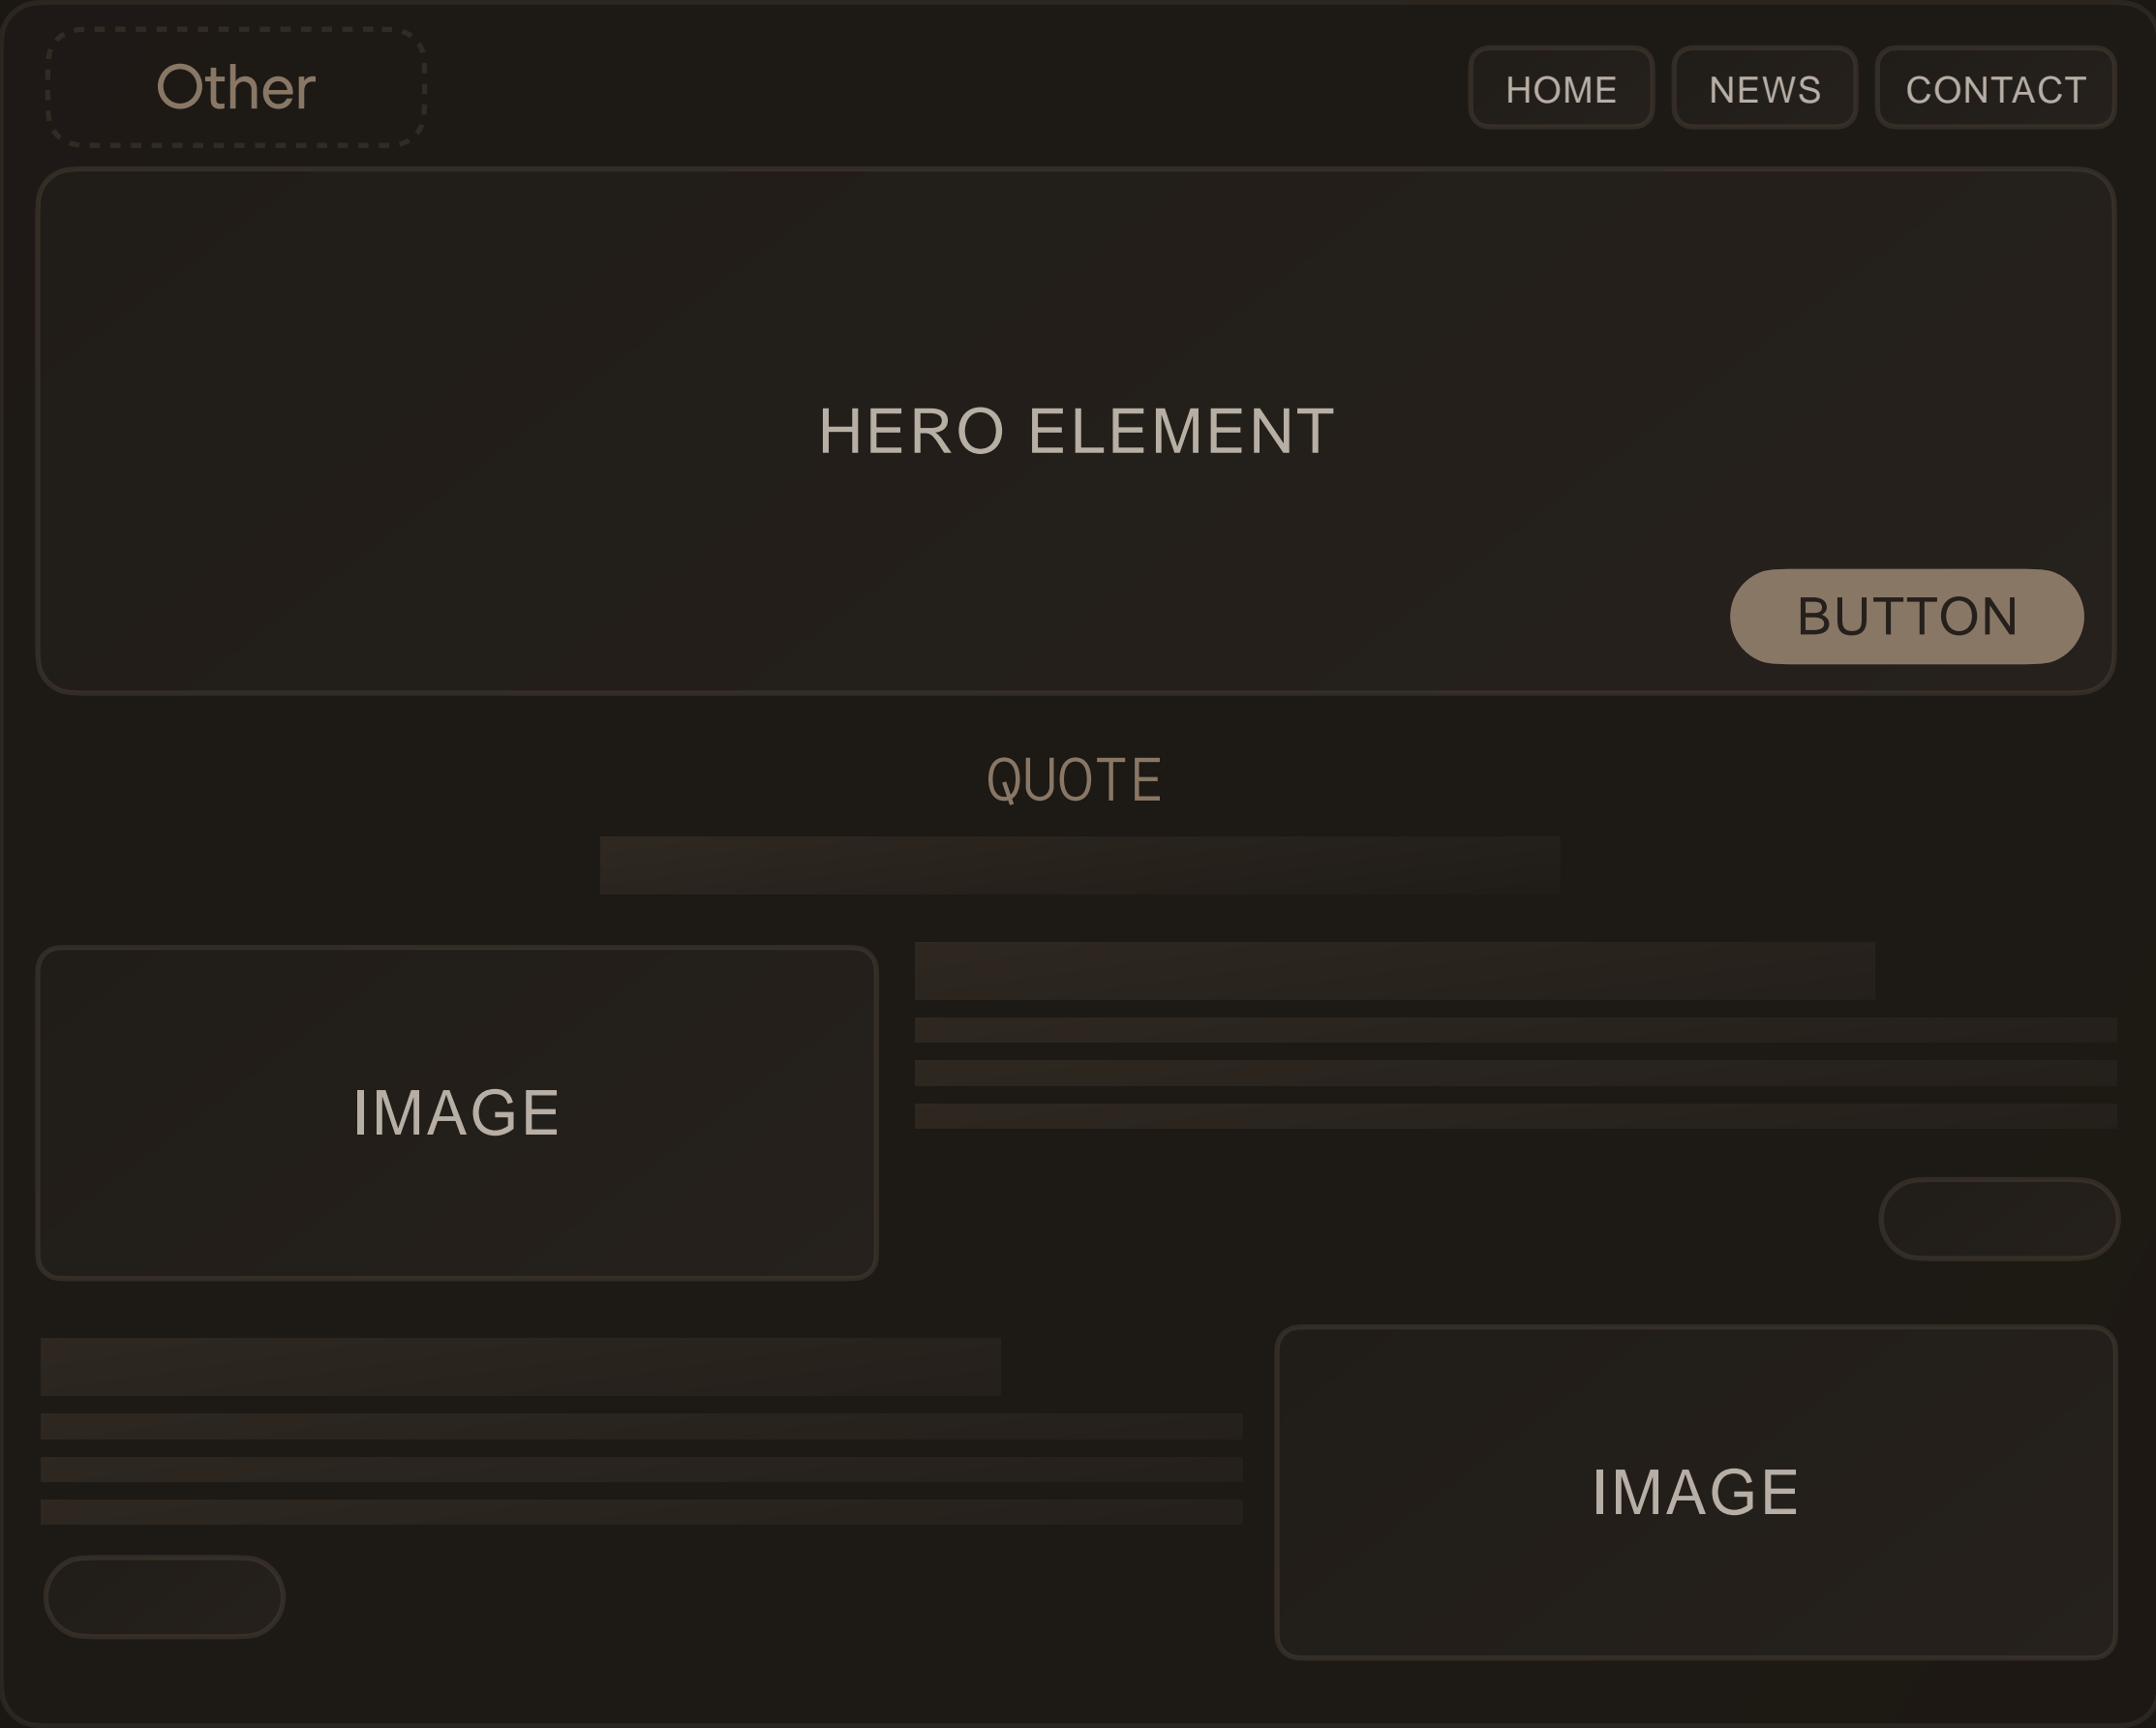 Other
HOME NEWS CONTACT
HERO ELEMENT
BUTTON
QUOTE
IMAGE
IMAGE